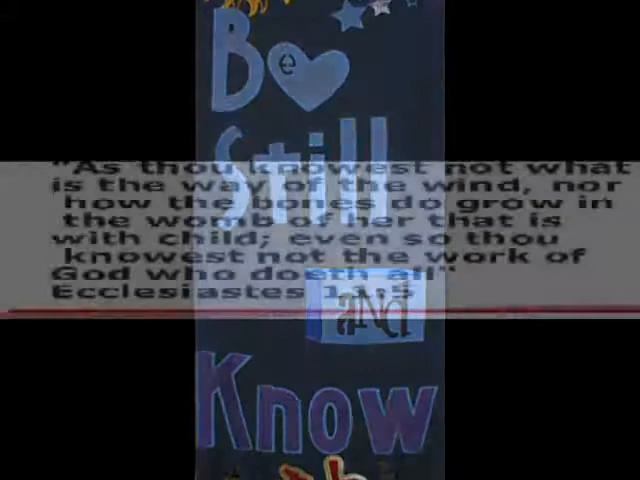 Be
e
Still
"As thou knowest not what
is the way of the wind, nor
how the bones do grow in
the womb of her that is
with child; even so thou
knowest not the work of
God who doeth all"
Ecclesiastes 11:5
and
Know